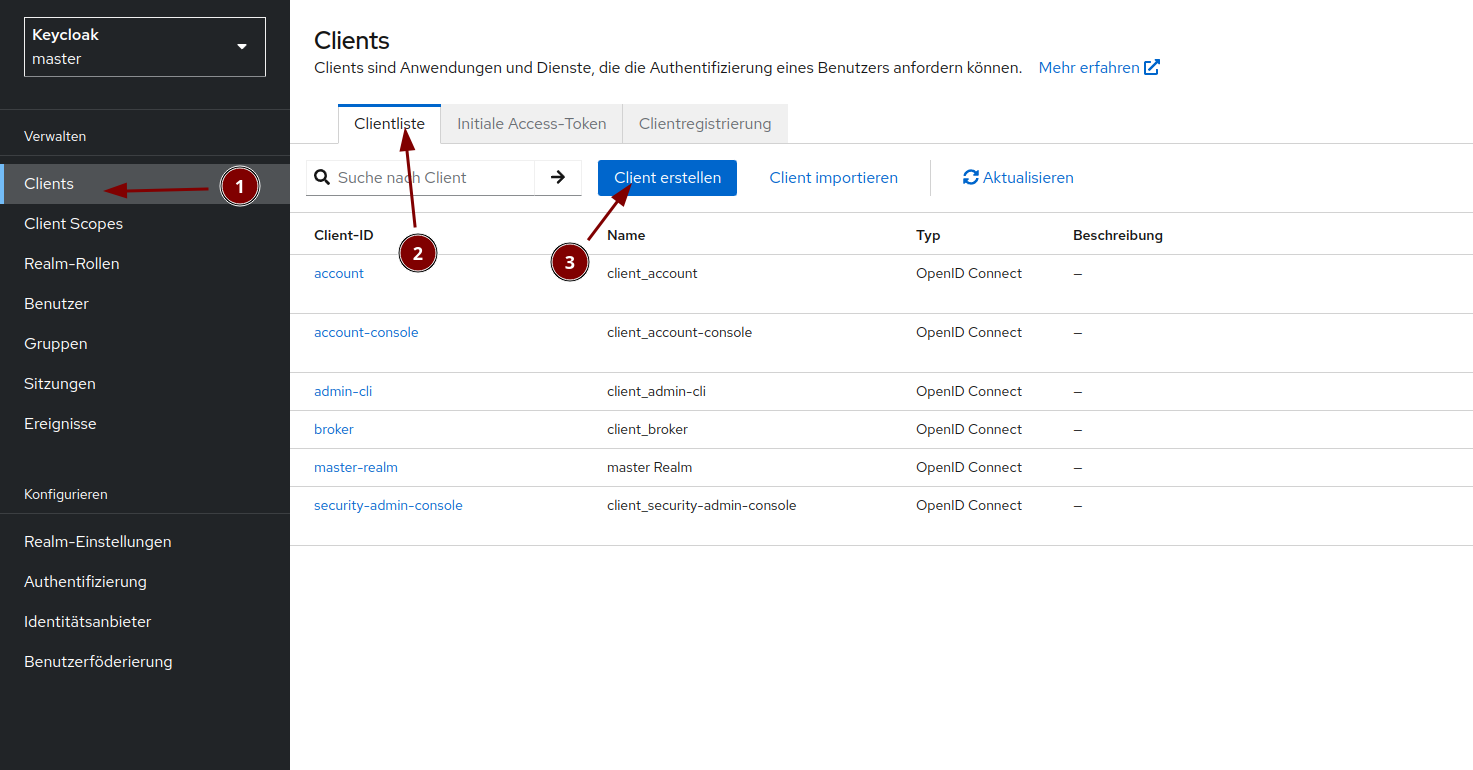 Keycloak
master
Verwalten
Clients
1
Client Scopes
Realm-Rollen
Benutzer
Gruppen
Sitzungen
Ereignisse
Konfigurieren
Realm-Einstellungen
Authentifizierung
Identitätsanbieter
Benutzerföderierung
Clients
Clients sind Anwendungen und Dienste, die die Authentifizierung eines Benutzers anfordern können. Mehr erfahren
Clientliste Initiale Access-Token Clientregistrierung
Suche nach Client Client erstellen Client importieren Aktualisieren
2 3
Client-ID Name Typ Beschreibung
account client_account OpenID Connect –
account-console client_account-console OpenID Connect –
admin-cli client_admin-cli OpenID Connect –
broker client_broker OpenID Connect –
master-realm master Realm OpenID Connect –
security-admin-console client_security-admin-console OpenID Connect –